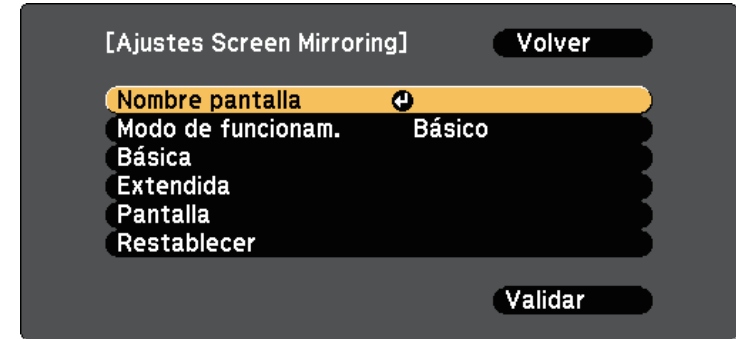 [Ajustes Screen Mirroring] Volver
Nombre pantalla
Modo de funcionam. Básico
Básica
Extendida
Pantalla
Restablecer
Validar